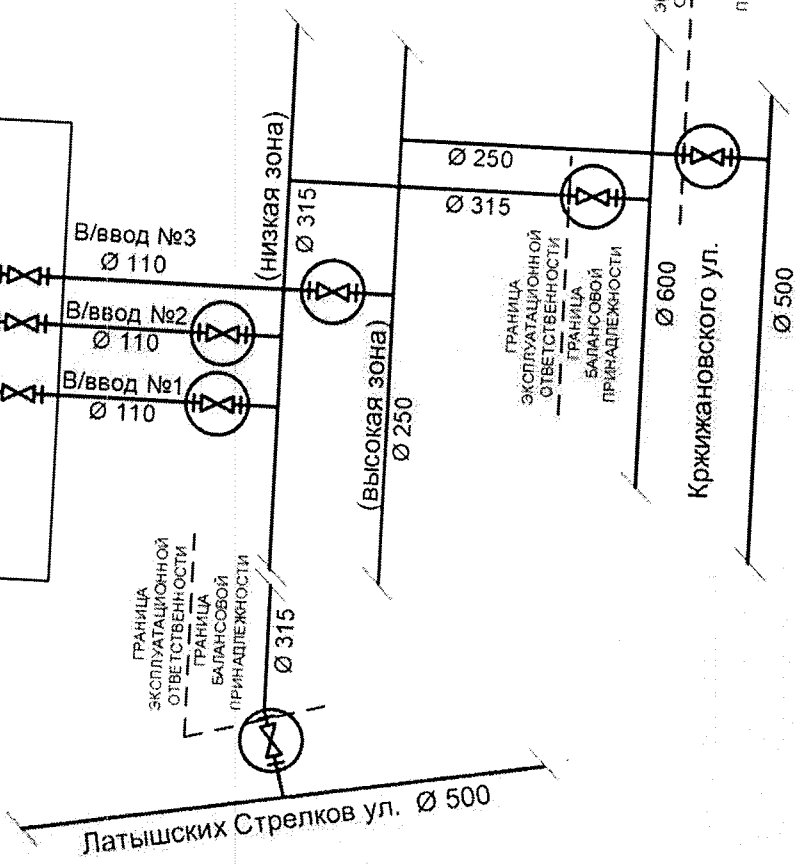 (низкая зона)
Ø 315
Ø 250
Ø 315
В/ввод №3
Ø 110
В/ввод №2
Ø 110
В/ввод №1
Ø 110
(высокая зона)
Ø 250
ГРАНИЦА
ЭКСПЛУАТАЦИОННОЙ
ОТВЕТСТВЕННОСТИ
ГРАНИЦА
БАЛАНСОВОЙ
ПРИНАДЛЕЖНОСТИ
Ø 600
Кржижановского ул.
Ø 500
ГРАНИЦА
ЭКСПЛУАТАЦИОННОЙ
ОТВЕТСТВЕННОСТИ
ГРАНИЦА
БАЛАНСОВОЙ
ПРИНАДЛЕЖНОСТИ
Ø 315
Латышских Стрелков ул. Ø 500